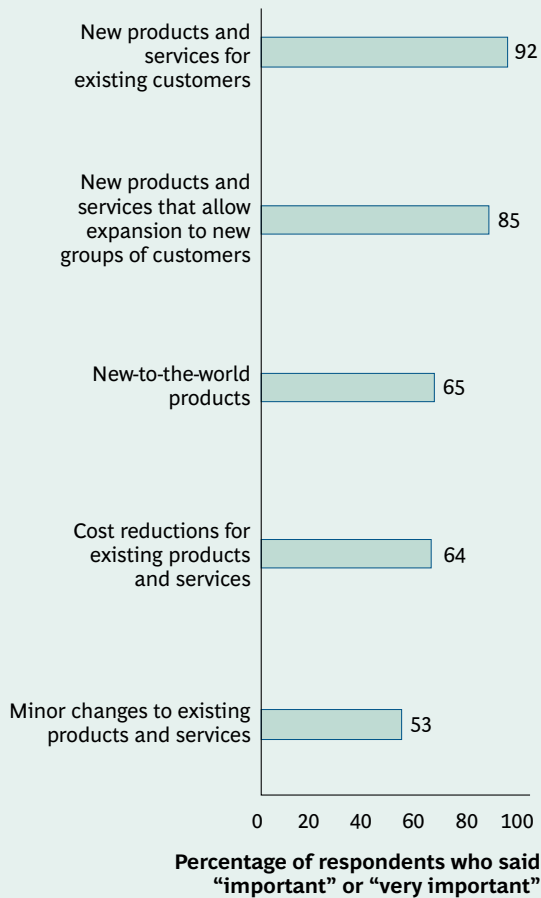 New products and
services for
existing customers
92
New products and
services that allow
expansion to new
groups of customers
85
New-to-the-world
products
65
Cost reductions for
existing products
and services
64
Minor changes to existing
products and services
53
0 20 40 60 80 100
Percentage of respondents who said
“important” or “very important”